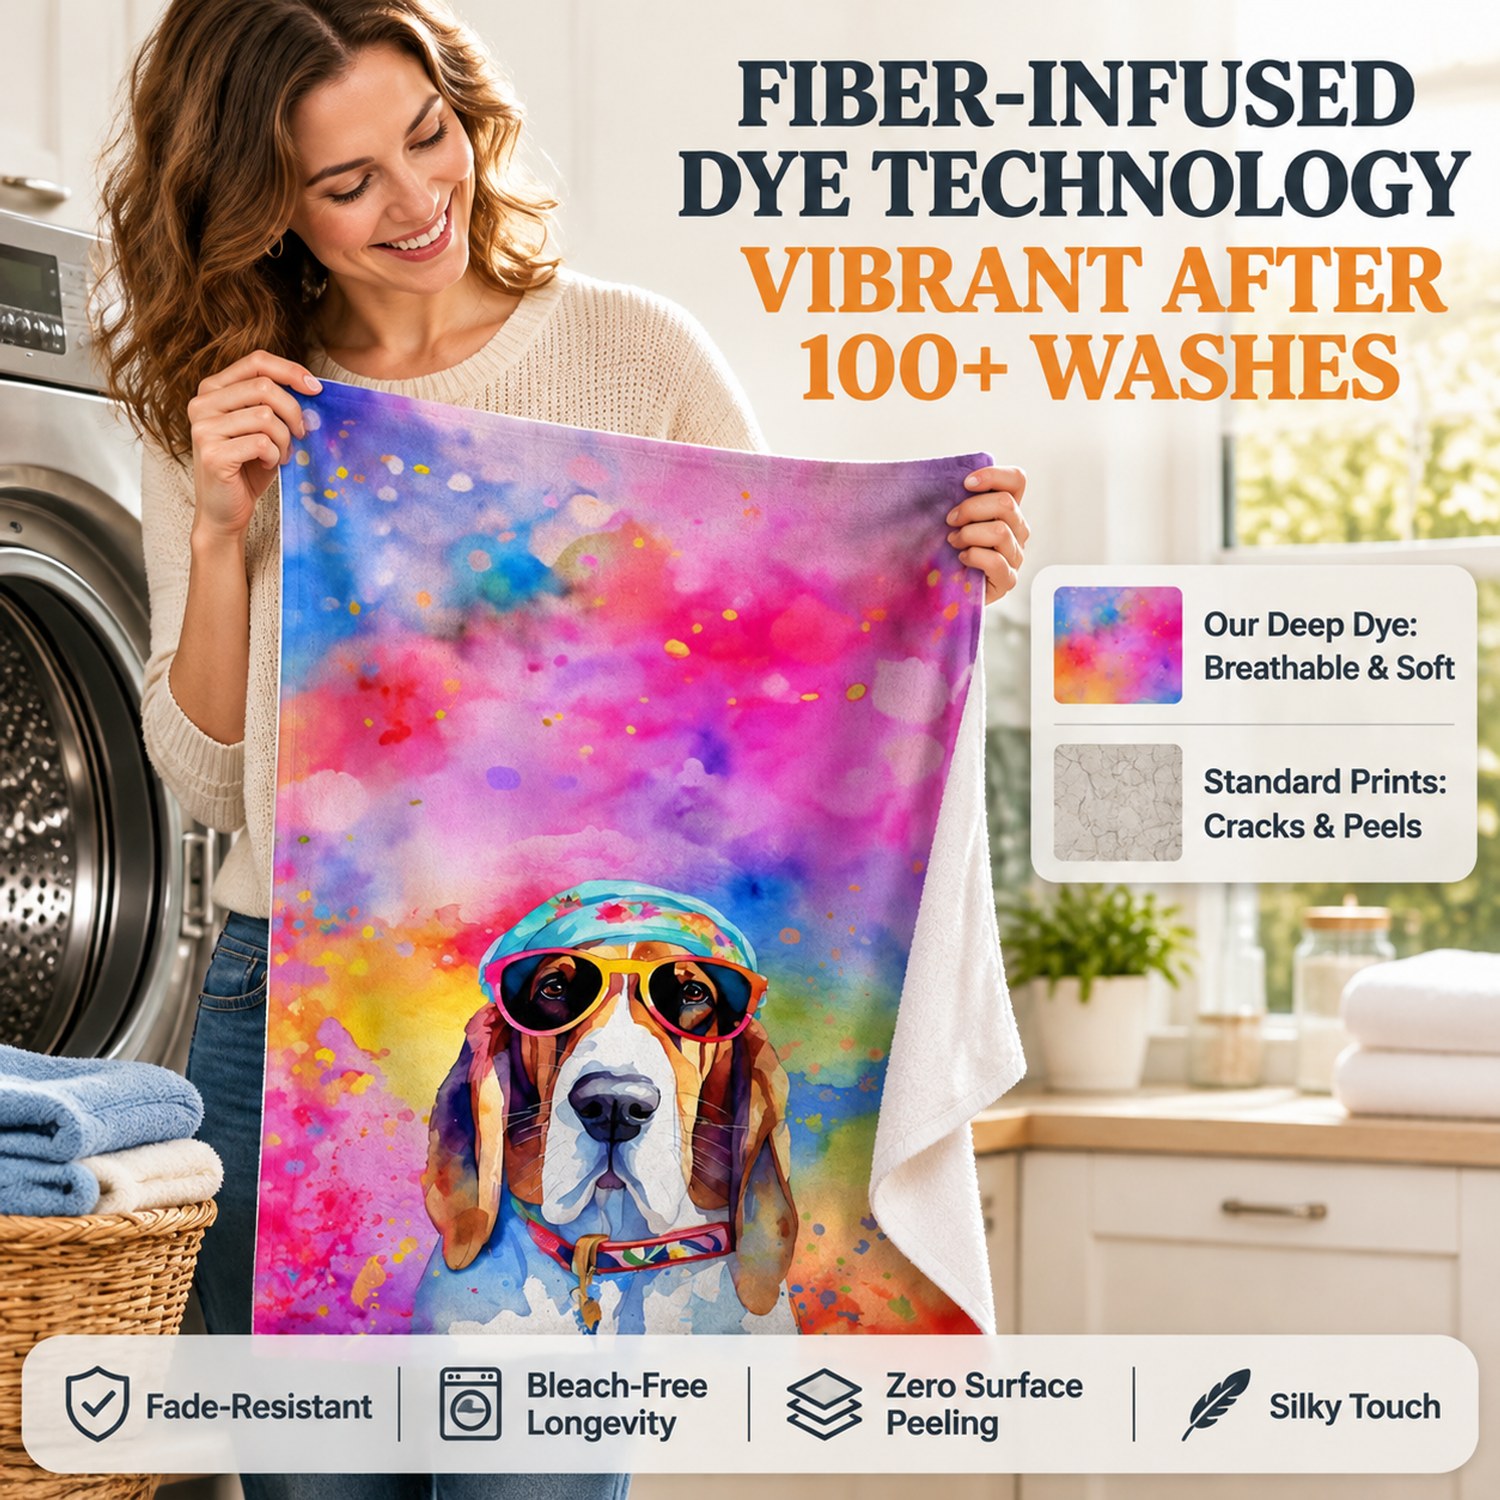 FIBER-INFUSED
DYE TECHNOLOGY
VIBRANT AFTER
100+ WASHES
Our Deep Dye:
Breathable & Soft
Standard Prints:
Cracks & Peels
Fade-Resistant
Bleach-Free
Longevity
Zero Surface
Peeling
Silky Touch